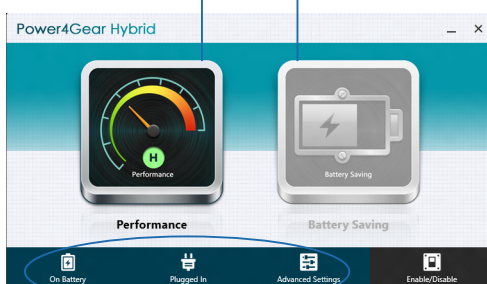 Power4Gear Hybrid
H
Performance
Battery Saving
Performance
Battery Saving
On Battery
Plugged In
Advanced Settings
Enable/Disable